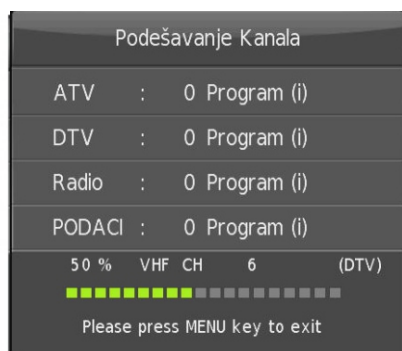 Podešavanje Kanala
ATV : 0 Program (i)
DTV : 0 Program (i)
Radio : 0 Program (i)
PODACI : 0 Program (i)
50 % VHF CH 6 (DTV)
Please press MENU key to exit